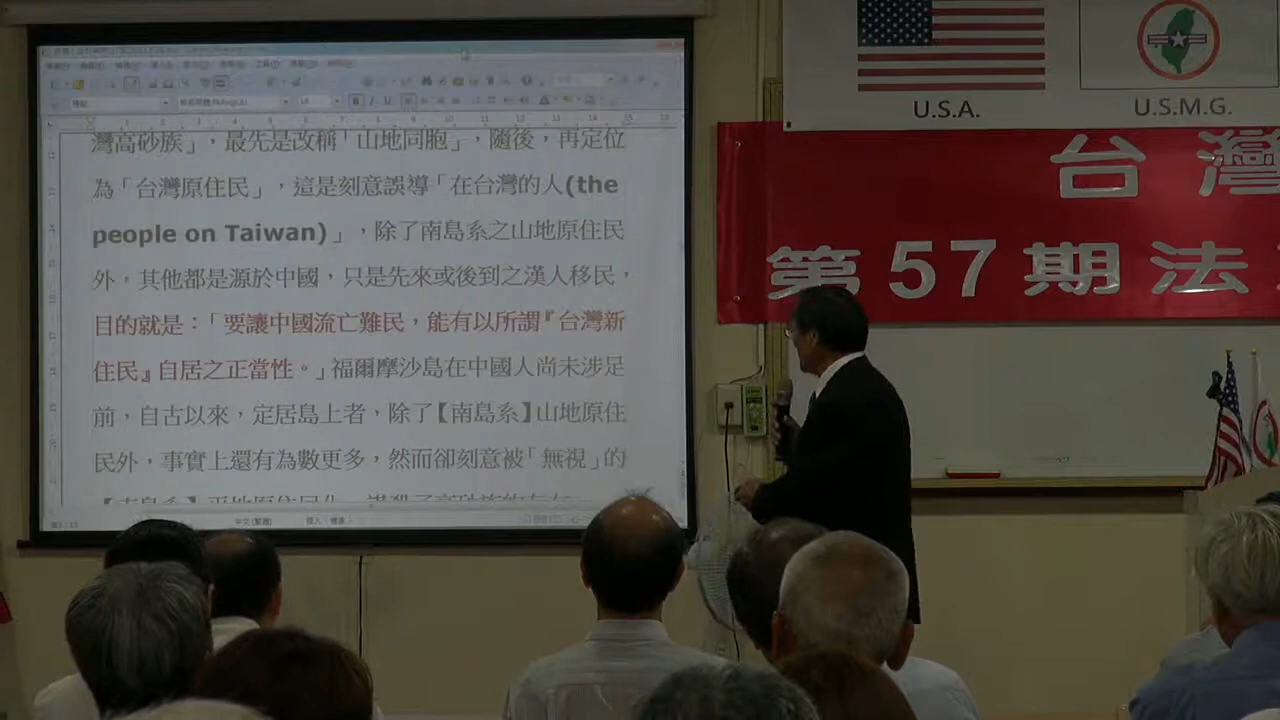 灣高砂族」，最先是改稱「山地同胞」，隨後，再定位
為「台灣原住民」，這是刻意誤導「在台灣的人(the
people on Taiwan)」，除了南島系之山地原住民
外，其他都是源於中國，只是先來或後到之漢人移民，
目的就是：「要讓中國流亡難民，能有以所謂『台灣新
住民』自居之正當性。」福爾摩沙島在中國人尚未涉足
前，自古以來，定居島上者，除了【南島系】山地原住
民外，事實上還有為數更多，然而卻刻意被「無視」的
U.S.A.
U.S.M.G.
台灣
第57期法